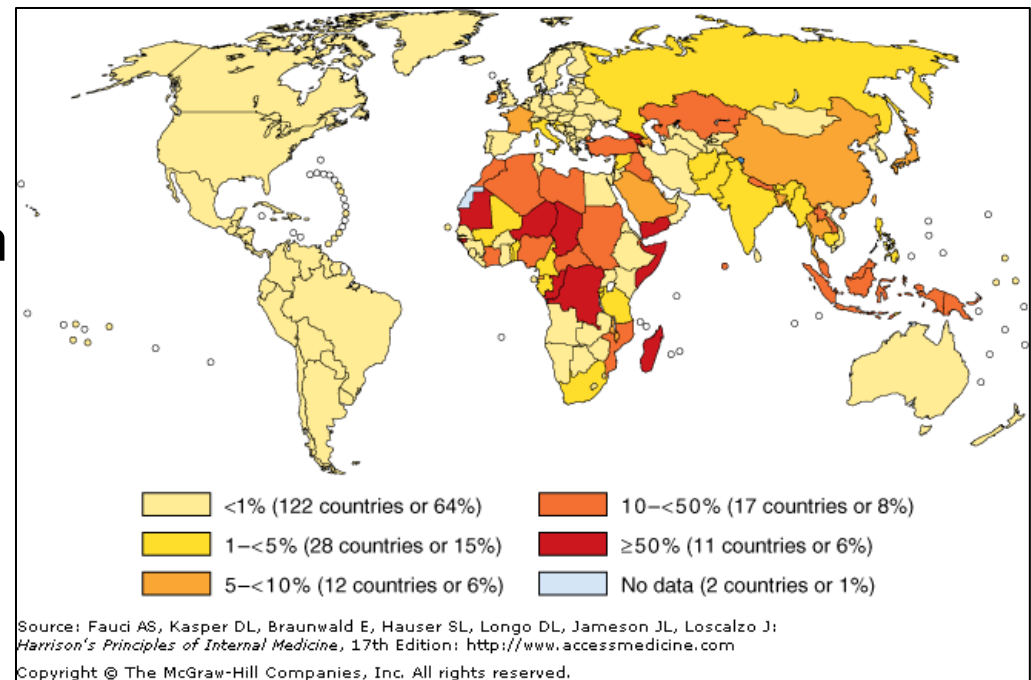 n
<1% (122 countries or 64%)
1–<5% (28 countries or 15%)
5–<10% (12 countries or 6%)
10–<50% (17 countries or 8%)
≥50% (11 countries or 6%)
No data (2 countries or 1%)
Source: Fauci AS, Kasper DL, Braunwald E, Hauser SL, Longo DL, Jameson JL, Loscalzo J:
Harrison's Principles of Internal Medicine, 17th Edition: http://www.accessmedicine.com
Copyright © The McGraw-Hill Companies, Inc. All rights reserved.